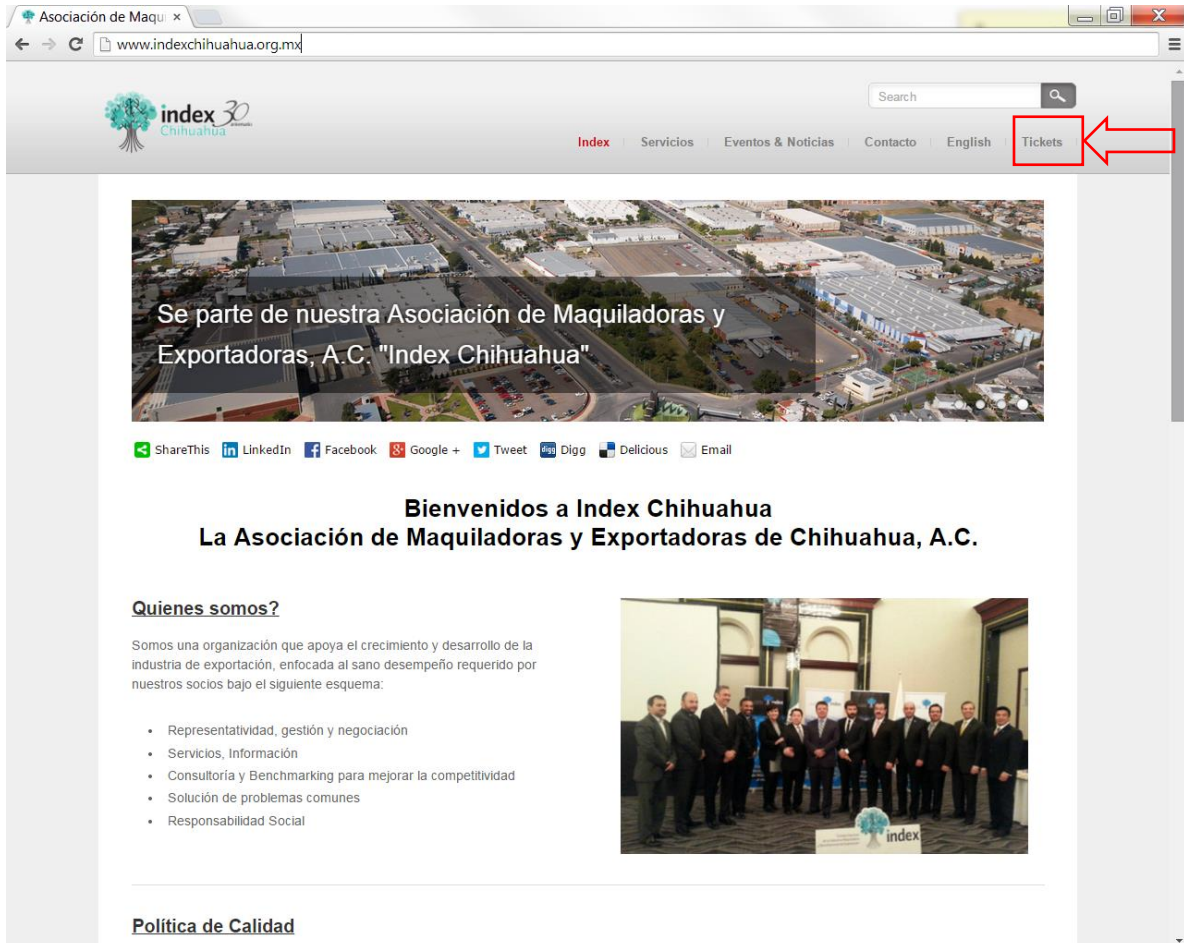 Asociación de Maqui
www.indexchihuahua.org.mx
index 30
Chihuahua
Search
Index
Servicios
Eventos & Noticias
Contacto
English
Tickets
Se parte de nuestra Asociación de Maquiladoras y
Exportadoras, A.C. "Index Chihuahua"
ShareThis LinkedIn Facebook Google + Tweet Digg Delicious Email
Bienvenidos a Index Chihuahua
La Asociación de Maquiladoras y Exportadoras de Chihuahua, A.C.
Quienes somos?
Somos una organización que apoya el crecimiento y desarrollo de la
industria de exportación, enfocada al sano desempeño requerido por
nuestros socios bajo el siguiente esquema:
• Representatividad, gestión y negociación
• Servicios, Información
• Consultoría y Benchmarking para mejorar la competitividad
• Solución de problemas comunes
• Responsabilidad Social
index
Política de Calidad